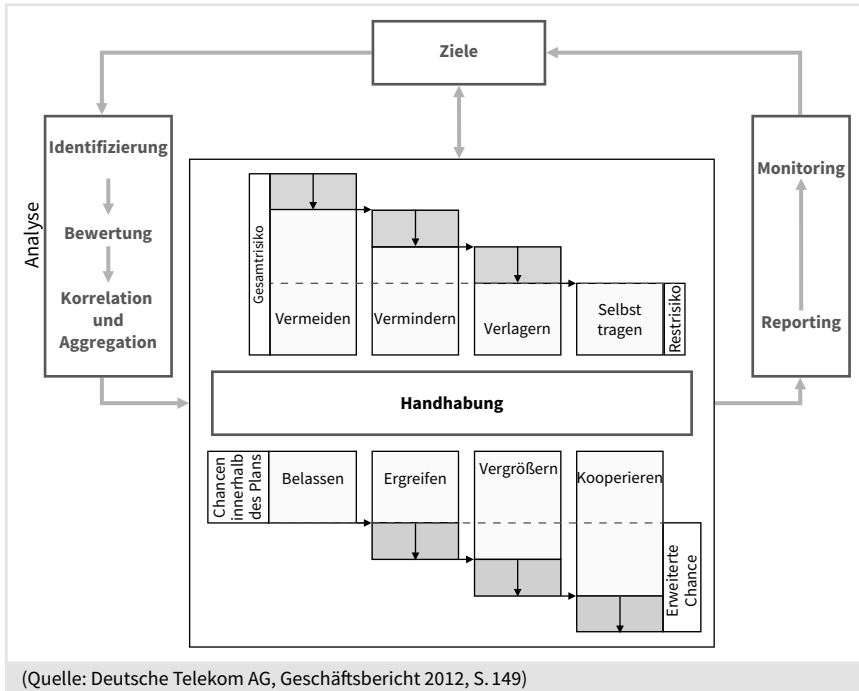 Ziele
Analyse
Identifizierung
Bewertung
Korrelation
und
Aggregation
Gesamtrisiko
Vermeiden
Vermindern
Verlagern
Selbst
tragen
Restrisiko
Handhabung
Chancen
innerhalb
des Plans
Belassen
Ergreifen
Vergrößern
Kooperieren
Erweiterte
Chance
Monitoring
Reporting
(Quelle: Deutsche Telekom AG, Geschäftsbericht 2012, S. 149)